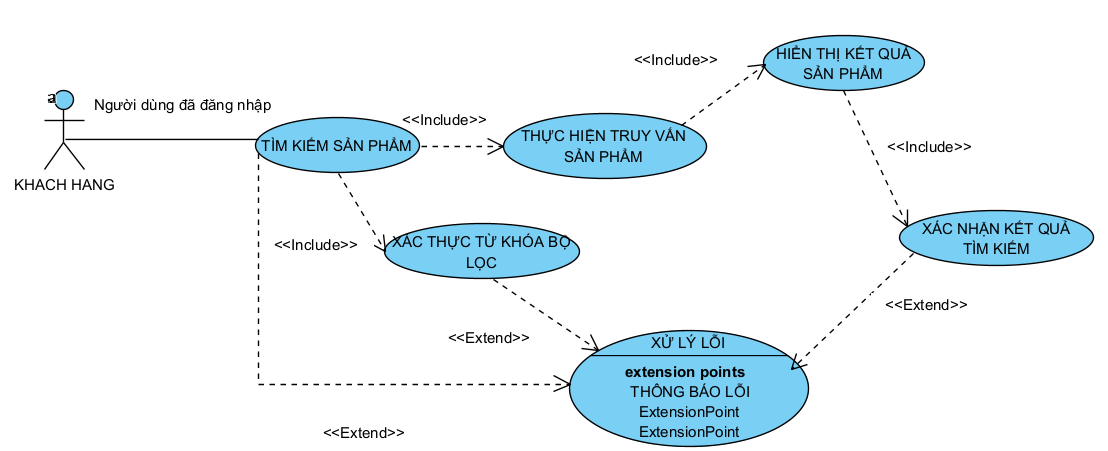 <<Include>>
HIỂN THỊ KẾT QUẢ
SẢN PHẨM
a
Người dùng đã đăng nhập
<<Include>>
TÌM KIẾM SẢN PHẨM
THỰC HIỆN TRUY VẤN
SẢN PHẨM
<<Include>>
KHACH HANG
<<Include>>
XÁC THỰC TỪ KHÓA BỘ
LỌC
XÁC NHẬN KẾT QUẢ
TÌM KIẾM
<<Extend>>
<<Extend>>
XỬ LÝ LỖI
extension points
THÔNG BÁO LỖI
ExtensionPoint
ExtensionPoint
<<Extend>>